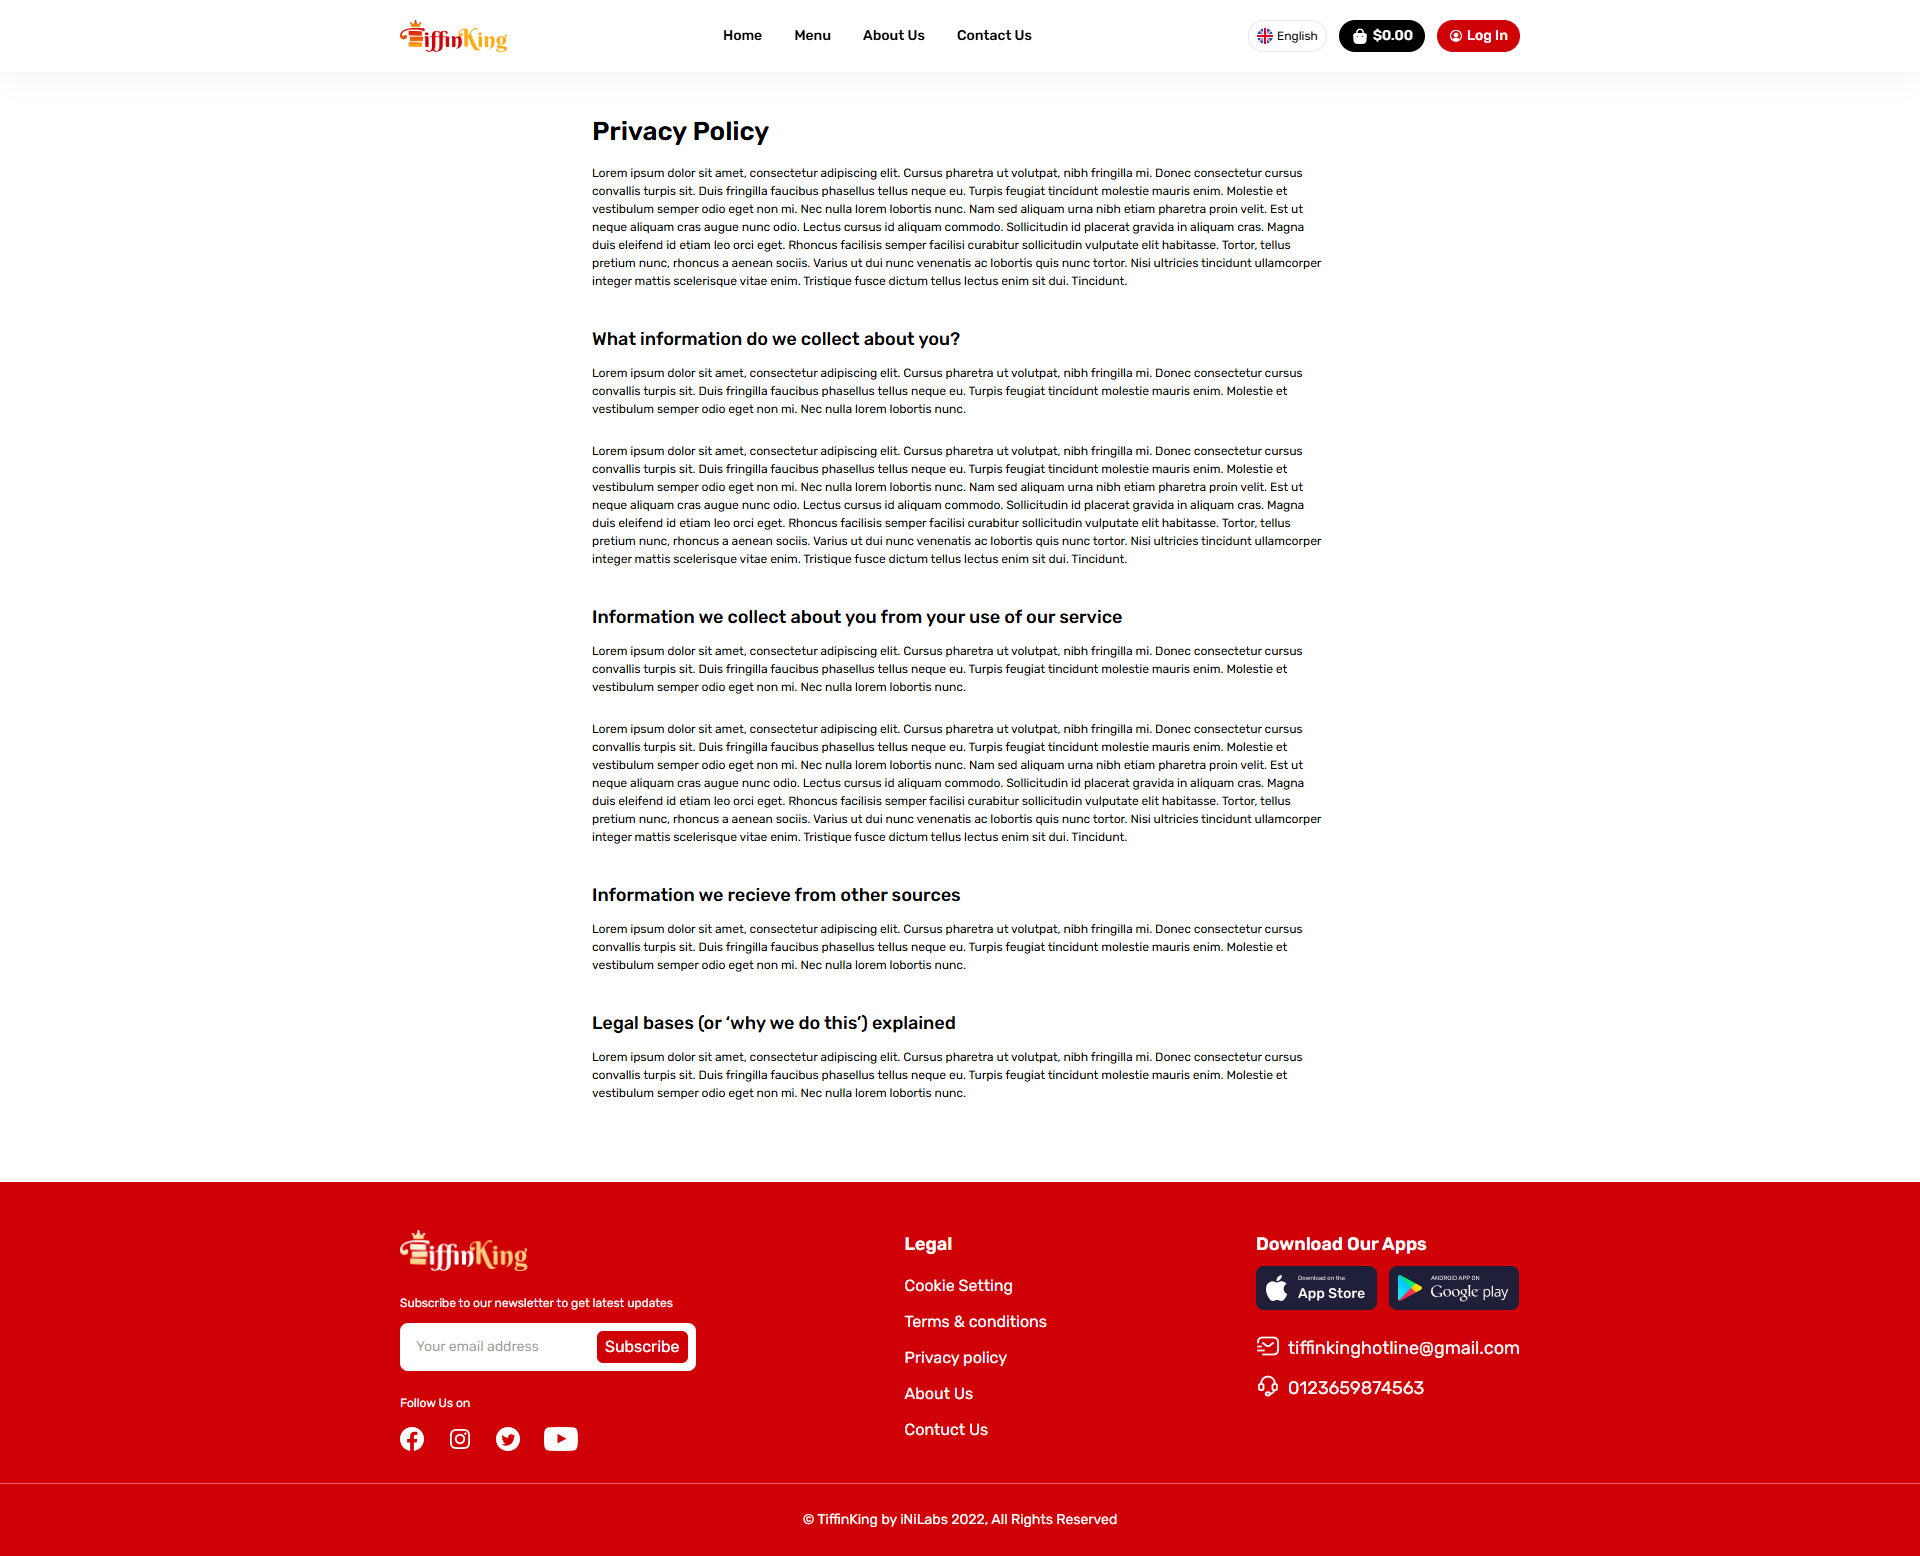 TiffinKing
Home
Menu
About Us
Contact Us
English
$0.00
Log In
Privacy Policy
Lorem ipsum dolor sit amet, consectetur adipiscing elit. Cursus pharetra ut volutpat, nibh fringilla mi. Donec consectetur cursus
convallis turpis sit. Duis fringilla faucibus phasellus tellus neque eu. Turpis feugiat tincidunt molestie mauris enim. Molestie et
vestibulum semper odio eget non mi. Nec nulla lorem lobortis nunc. Nam sed aliquam urna nibh etiam pharetra proin velit. Est ut
neque aliquam cras augue nunc odio. Lectus cursus id aliquam commodo. Sollicitudin id placerat gravida in aliquam cras. Magna
duis eleifend id etiam leo orci eget. Rhoncus facilisis semper facilisi curabitur sollicitudin vulputate elit habitasse. Tortor, tellus
pretium nunc, rhoncus a aenean sociis. Varius ut dui nunc venenatis ac lobortis quis nunc tortor. Nisi ultricies tincidunt ullamcorper
integer mattis scelerisque vitae enim. Tristique fusce dictum tellus lectus enim sit dui. Tincidunt.
What information do we collect about you?
Lorem ipsum dolor sit amet, consectetur adipiscing elit. Cursus pharetra ut volutpat, nibh fringilla mi. Donec consectetur cursus
convallis turpis sit. Duis fringilla faucibus phasellus tellus neque eu. Turpis feugiat tincidunt molestie mauris enim. Molestie et
vestibulum semper odio eget non mi. Nec nulla lorem lobortis nunc.
Lorem ipsum dolor sit amet, consectetur adipiscing elit. Cursus pharetra ut volutpat, nibh fringilla mi. Donec consectetur cursus
convallis turpis sit. Duis fringilla faucibus phasellus tellus neque eu. Turpis feugiat tincidunt molestie mauris enim. Molestie et
vestibulum semper odio eget non mi. Nec nulla lorem lobortis nunc. Nam sed aliquam urna nibh etiam pharetra proin velit. Est ut
neque aliquam cras augue nunc odio. Lectus cursus id aliquam commodo. Sollicitudin id placerat gravida in aliquam cras. Magna
duis eleifend id etiam leo orci eget. Rhoncus facilisis semper facilisi curabitur sollicitudin vulputate elit habitasse. Tortor, tellus
pretium nunc, rhoncus a aenean sociis. Varius ut dui nunc venenatis ac lobortis quis nunc tortor. Nisi ultricies tincidunt ullamcorper
integer mattis scelerisque vitae enim. Tristique fusce dictum tellus lectus enim sit dui. Tincidunt.
Information we collect about you from your use of our service
Lorem ipsum dolor sit amet, consectetur adipiscing elit. Cursus pharetra ut volutpat, nibh fringilla mi. Donec consectetur cursus
convallis turpis sit. Duis fringilla faucibus phasellus tellus neque eu. Turpis feugiat tincidunt molestie mauris enim. Molestie et
vestibulum semper odio eget non mi. Nec nulla lorem lobortis nunc.
Lorem ipsum dolor sit amet, consectetur adipiscing elit. Cursus pharetra ut volutpat, nibh fringilla mi. Donec consectetur cursus
convallis turpis sit. Duis fringilla faucibus phasellus tellus neque eu. Turpis feugiat tincidunt molestie mauris enim. Molestie et
vestibulum semper odio eget non mi. Nec nulla lorem lobortis nunc. Nam sed aliquam urna nibh etiam pharetra proin velit. Est ut
neque aliquam cras augue nunc odio. Lectus cursus id aliquam commodo. Sollicitudin id placerat gravida in aliquam cras. Magna
duis eleifend id etiam leo orci eget. Rhoncus facilisis semper facilisi curabitur sollicitudin vulputate elit habitasse. Tortor, tellus
pretium nunc, rhoncus a aenean sociis. Varius ut dui nunc venenatis ac lobortis quis nunc tortor. Nisi ultricies tincidunt ullamcorper
integer mattis scelerisque vitae enim. Tristique fusce dictum tellus lectus enim sit dui. Tincidunt.
Information we recieve from other sources
Lorem ipsum dolor sit amet, consectetur adipiscing elit. Cursus pharetra ut volutpat, nibh fringilla mi. Donec consectetur cursus
convallis turpis sit. Duis fringilla faucibus phasellus tellus neque eu. Turpis feugiat tincidunt molestie mauris enim. Molestie et
vestibulum semper odio eget non mi. Nec nulla lorem lobortis nunc.
Legal bases (or ‘why we do this’) explained
Lorem ipsum dolor sit amet, consectetur adipiscing elit. Cursus pharetra ut volutpat, nibh fringilla mi. Donec consectetur cursus
convallis turpis sit. Duis fringilla faucibus phasellus tellus neque eu. Turpis feugiat tincidunt molestie mauris enim. Molestie et
vestibulum semper odio eget non mi. Nec nulla lorem lobortis nunc.
TiffinKing
Subscribe to our newsletter to get latest updates
Your email address
Subscribe
Follow Us on
Legal
Cookie Setting
Terms & conditions
Privacy policy
About Us
Contuct Us
Download Our Apps
Download on the
App Store
ANDROID APP ON
Google play
tiffinkinghotline@gmail.com
0123659874563
© TiffinKing by iNiLabs 2022, All Rights Reserved